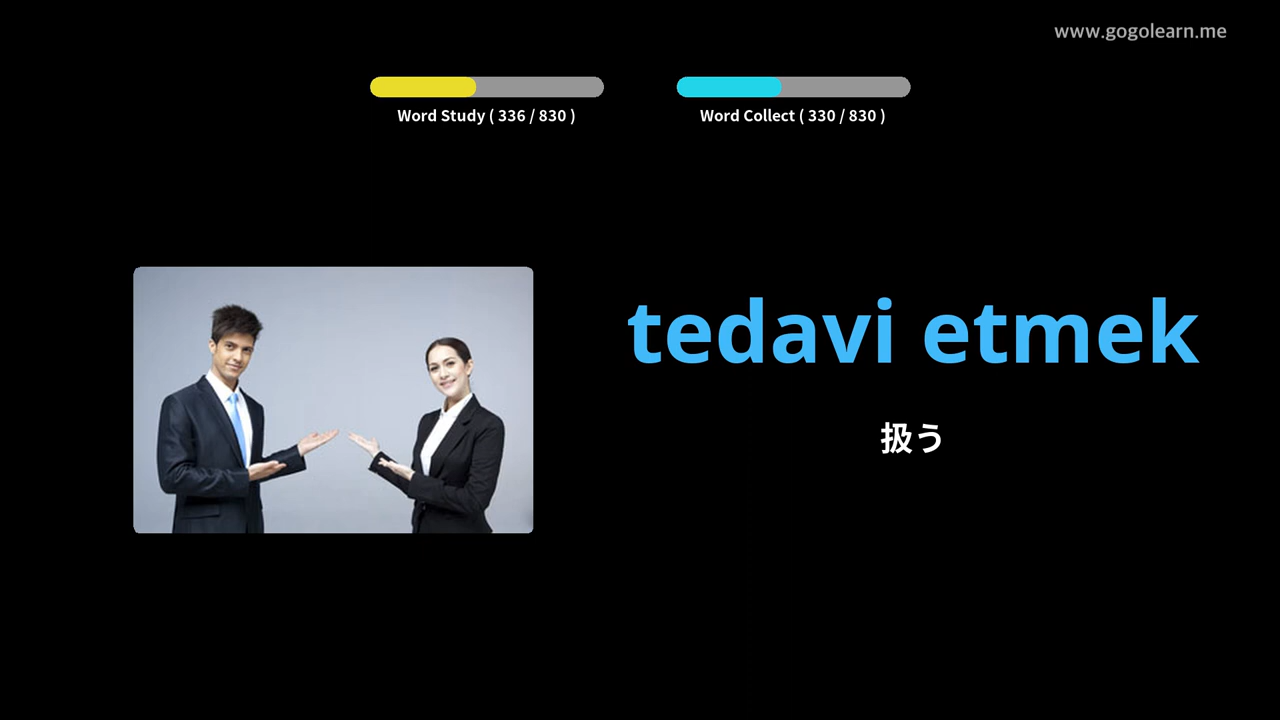 www.gogolearn.me
Word Study ( 336 / 830 )
Word Collect ( 330 / 830 )
tedavi etmek
扱う